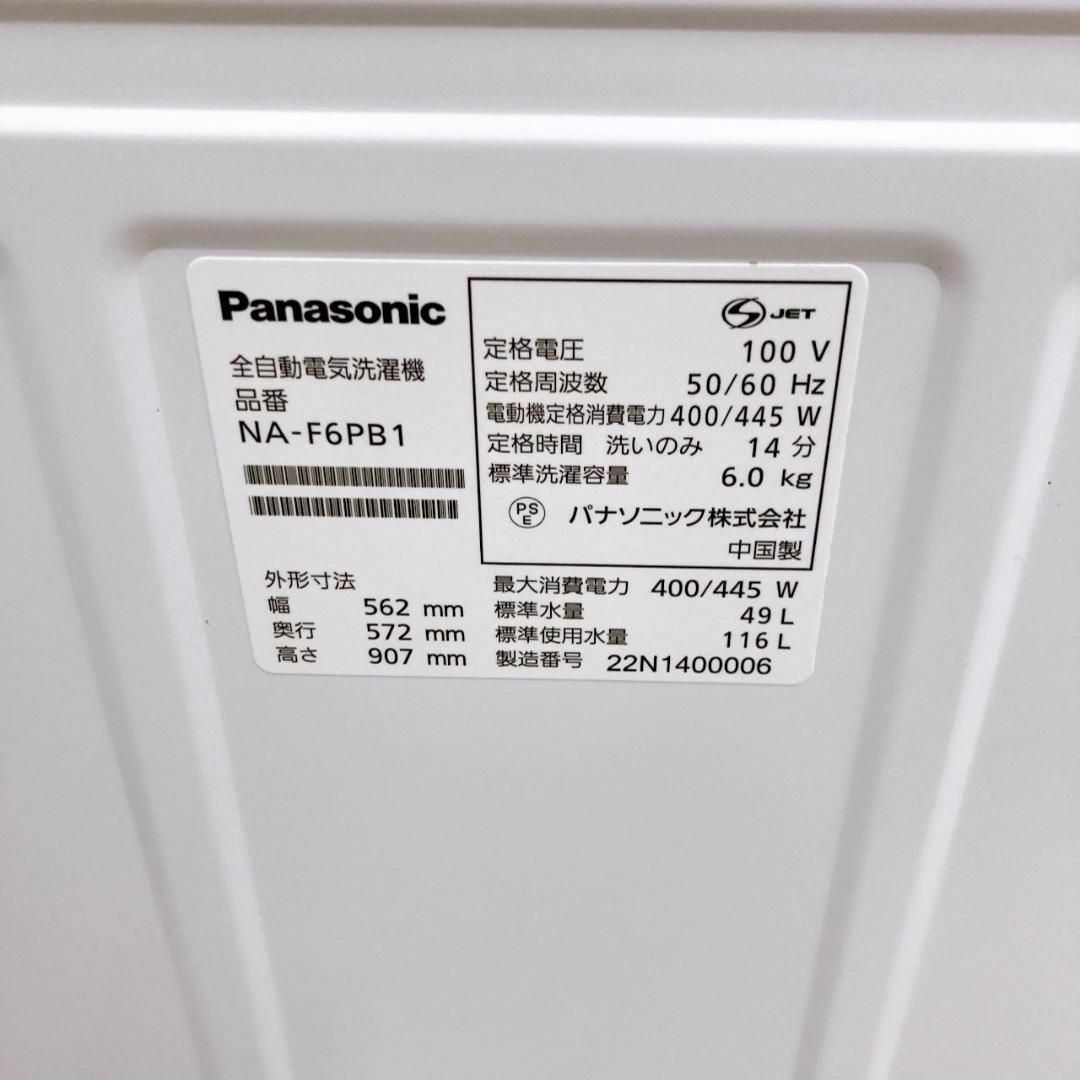 Panasonic
全自動電気洗濯機
品番
NA-F6PB1
外形寸法
幅 562 mm
奥行 572 mm
高さ 907 mm
JET
定格電圧 100 V
定格周波数 50/60 Hz
電動機定格消費電力 400/445 W
定格時間 洗いのみ 14 分
標準洗濯容量 6.0 kg
PS
E
パナソニック株式会社
中国製
最大消費電力 400/445 W
標準水量 49 L
標準使用水量 116 L
製造番号 22N1400006